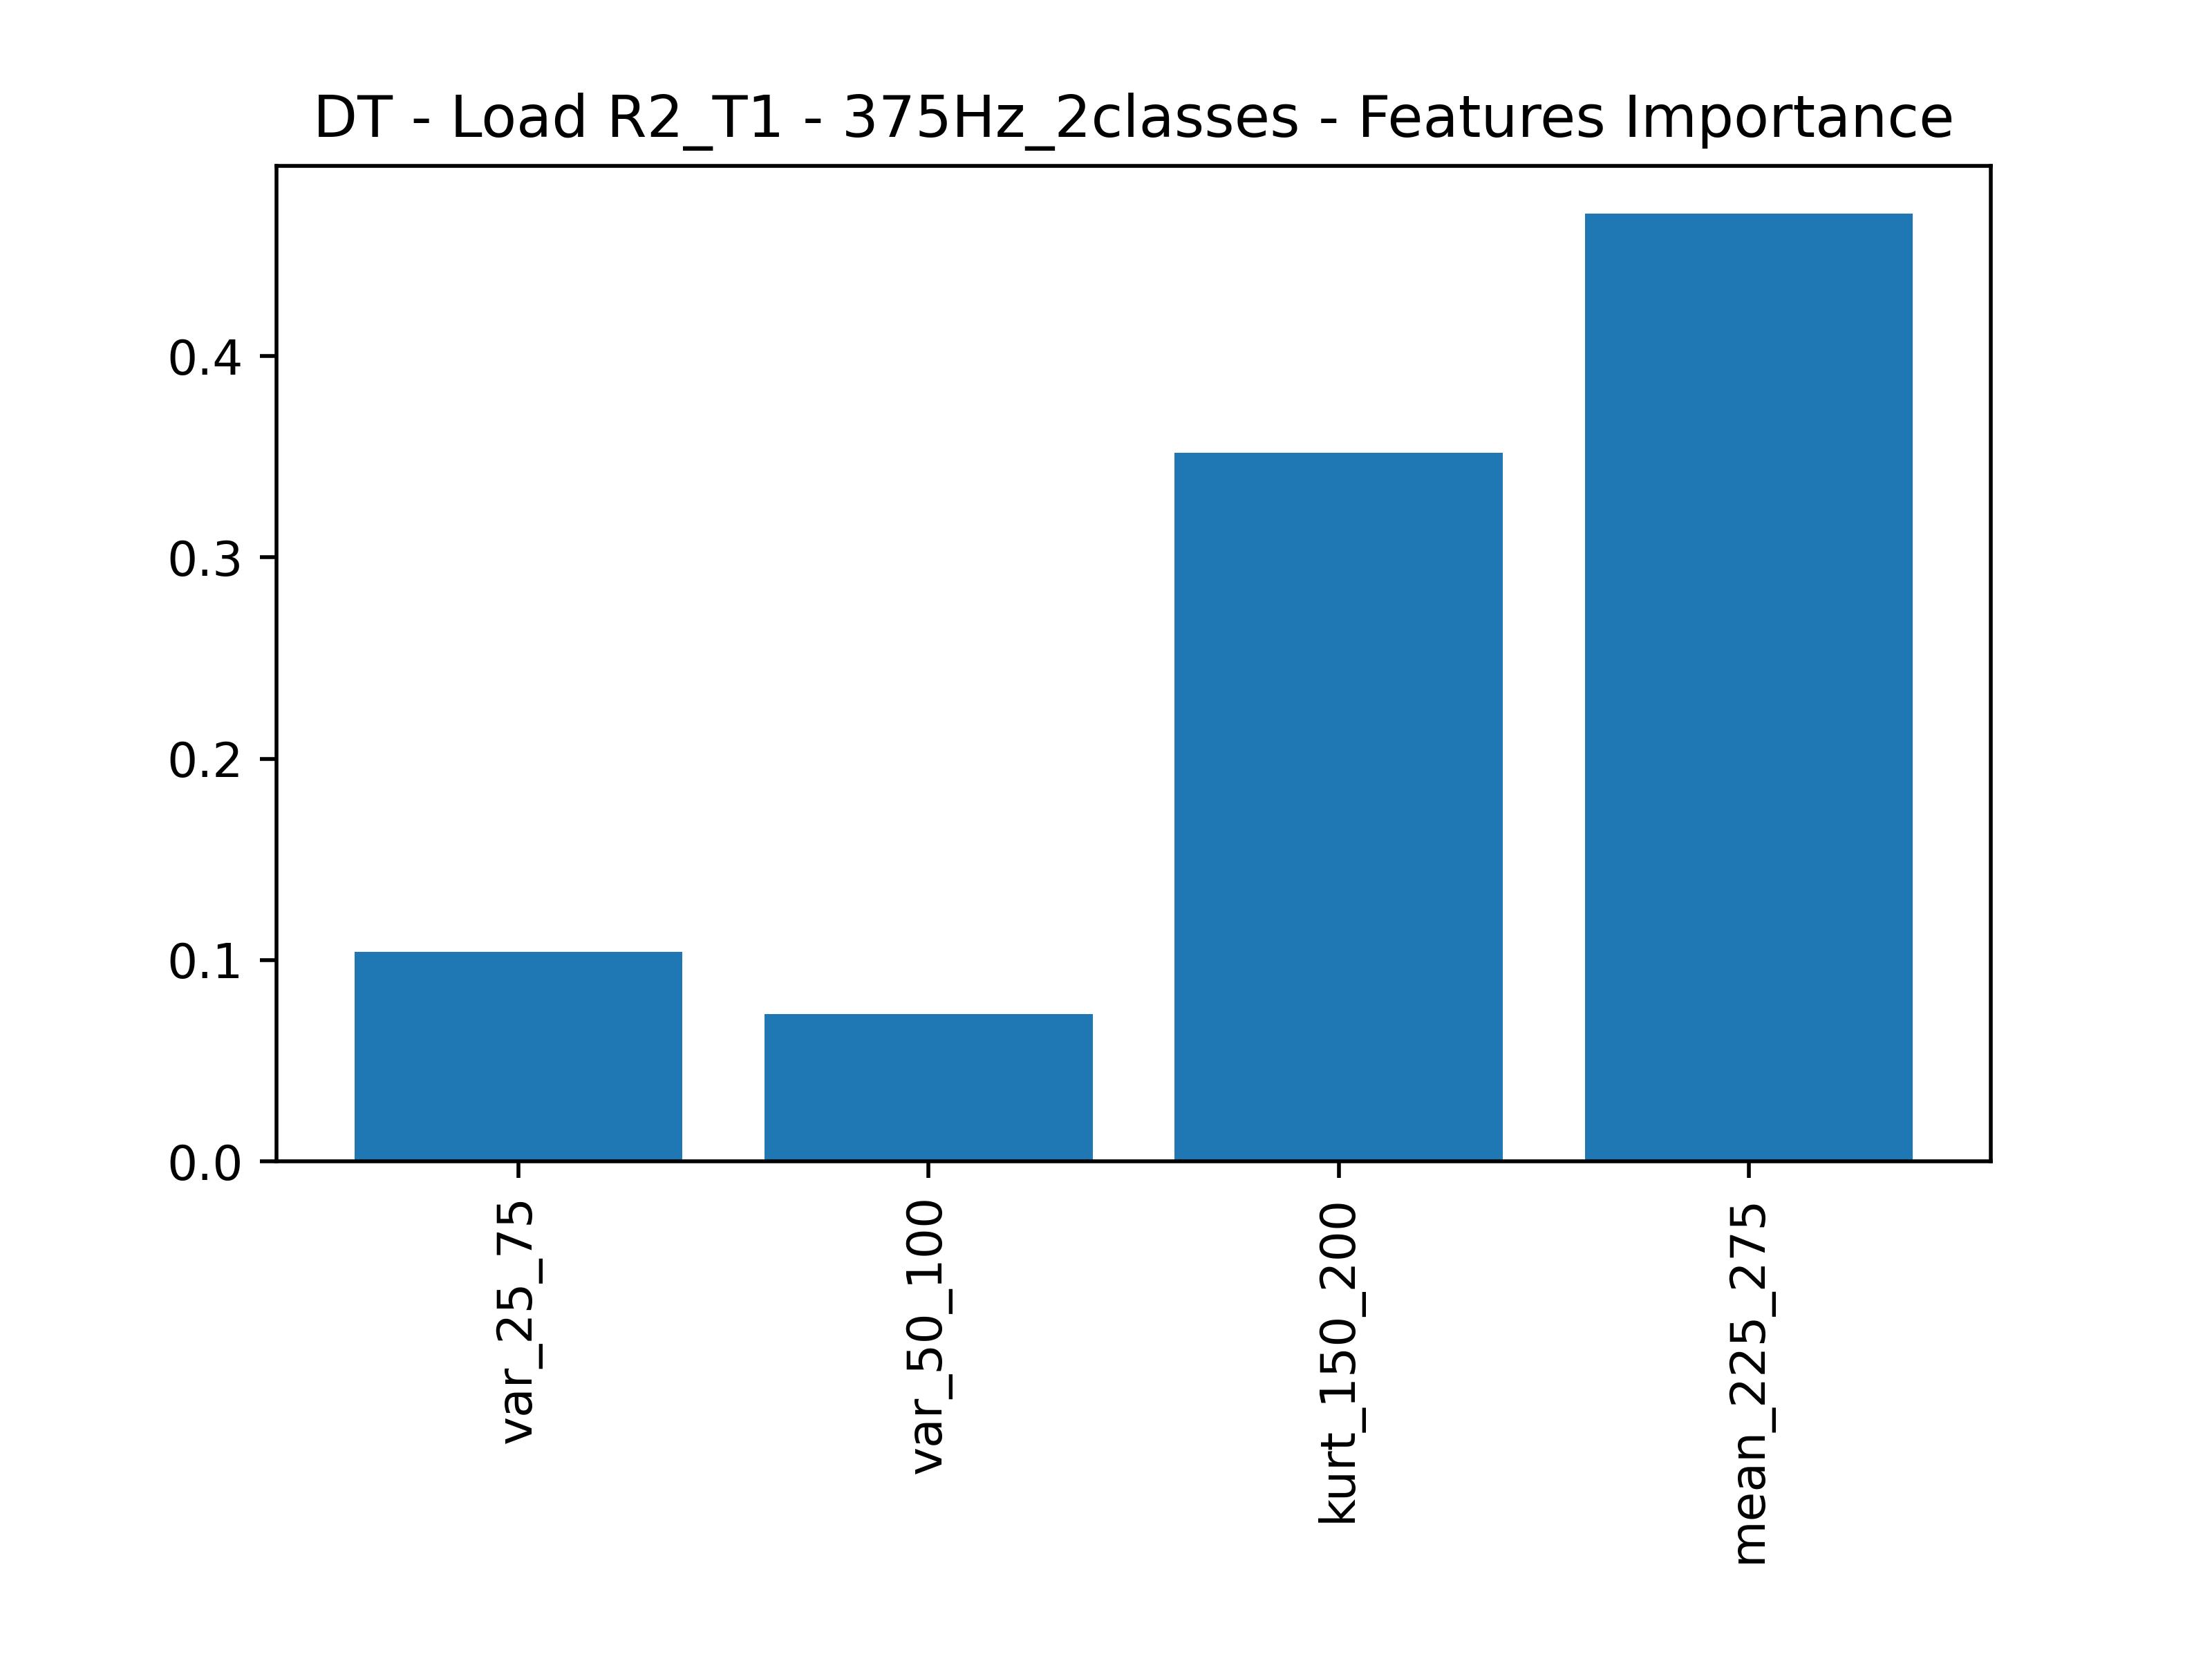 DT - Load R2_T1 - 375Hz_2classes - Features Importance
0.4
0.3
0.2
0.1
0.0
var_25_75
var_50_100
kurt_150_200
mean_225_275